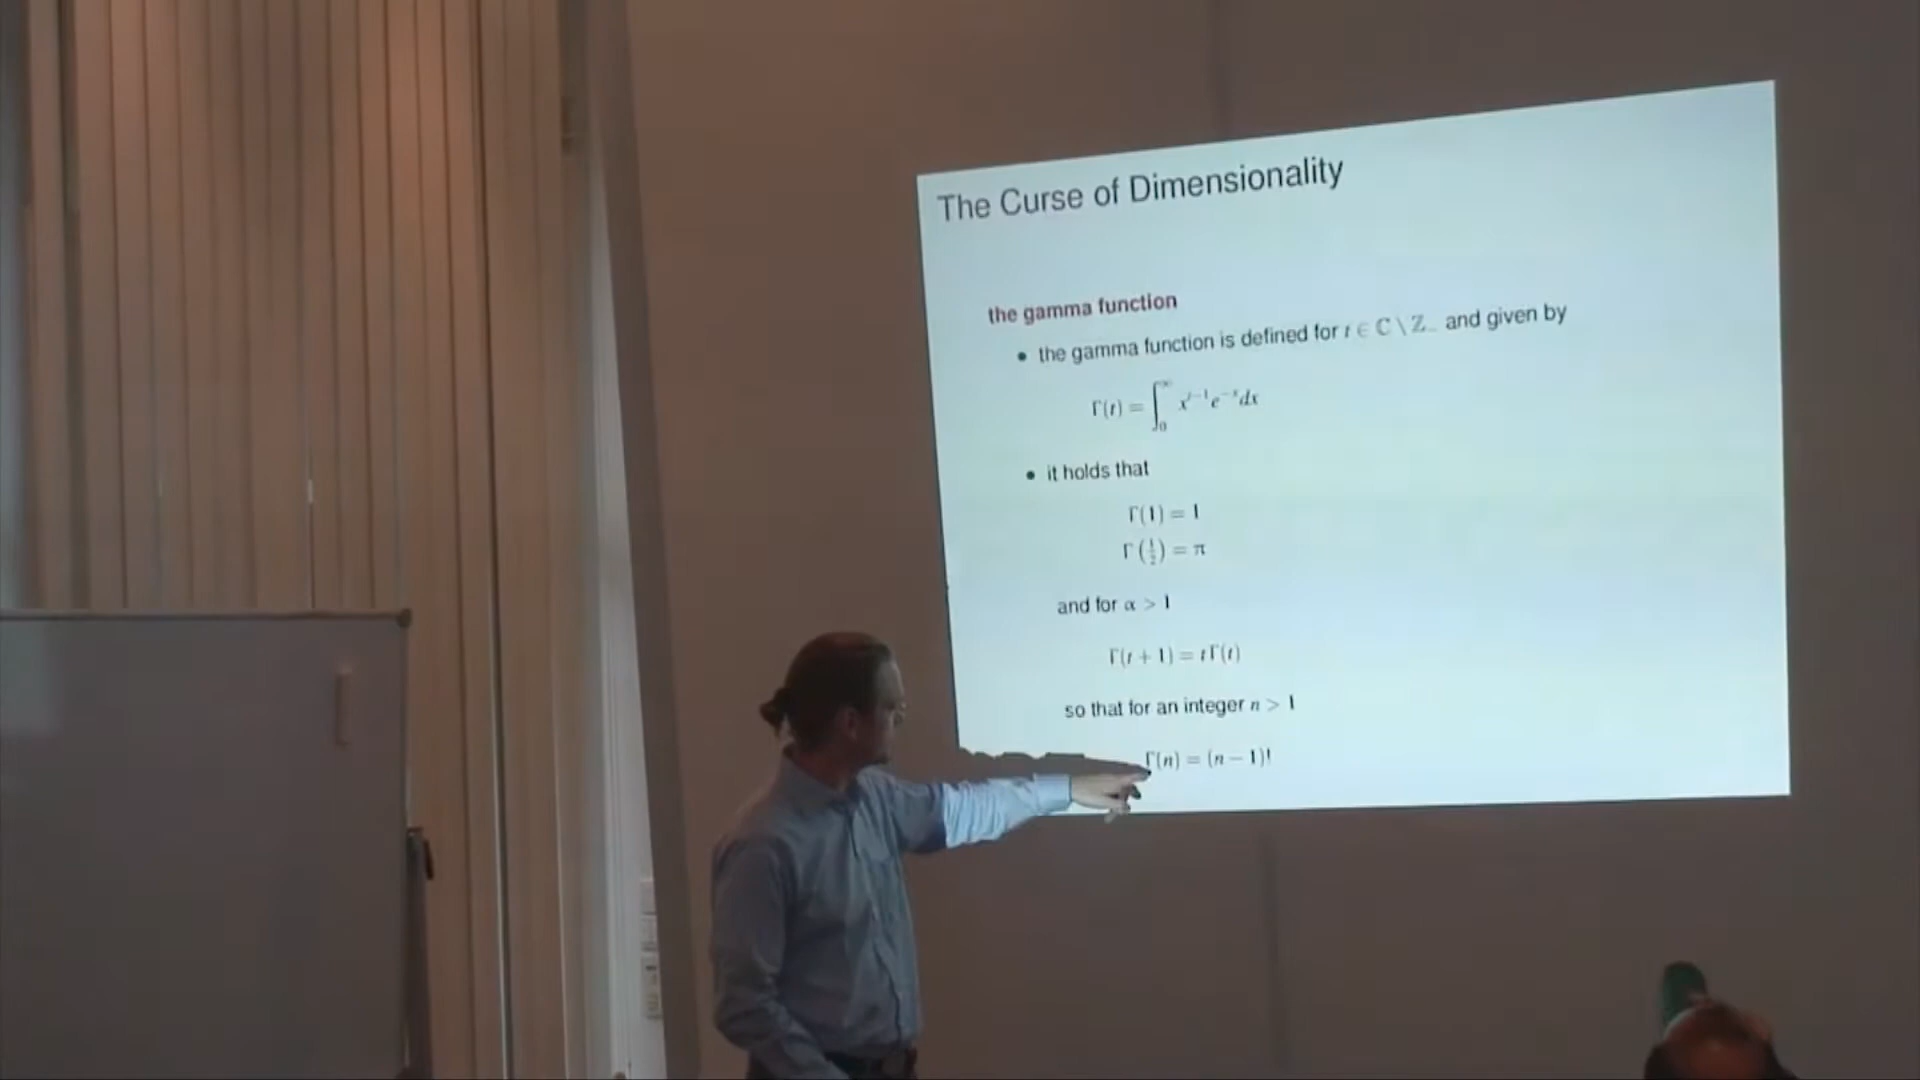 The Curse of Dimensionality
the gamma function
• the gamma function is defined for t ∈ ℂ \ ℤ₋ and given by
Γ(t) = ∫₀^∞ x^{t−1} e^{−x} dx
• it holds that
Γ(1) = 1
Γ(1/2) = π
and for α > 1
Γ(t + 1) = tΓ(t)
so that for an integer n > 1
Γ(n) = (n − 1)!